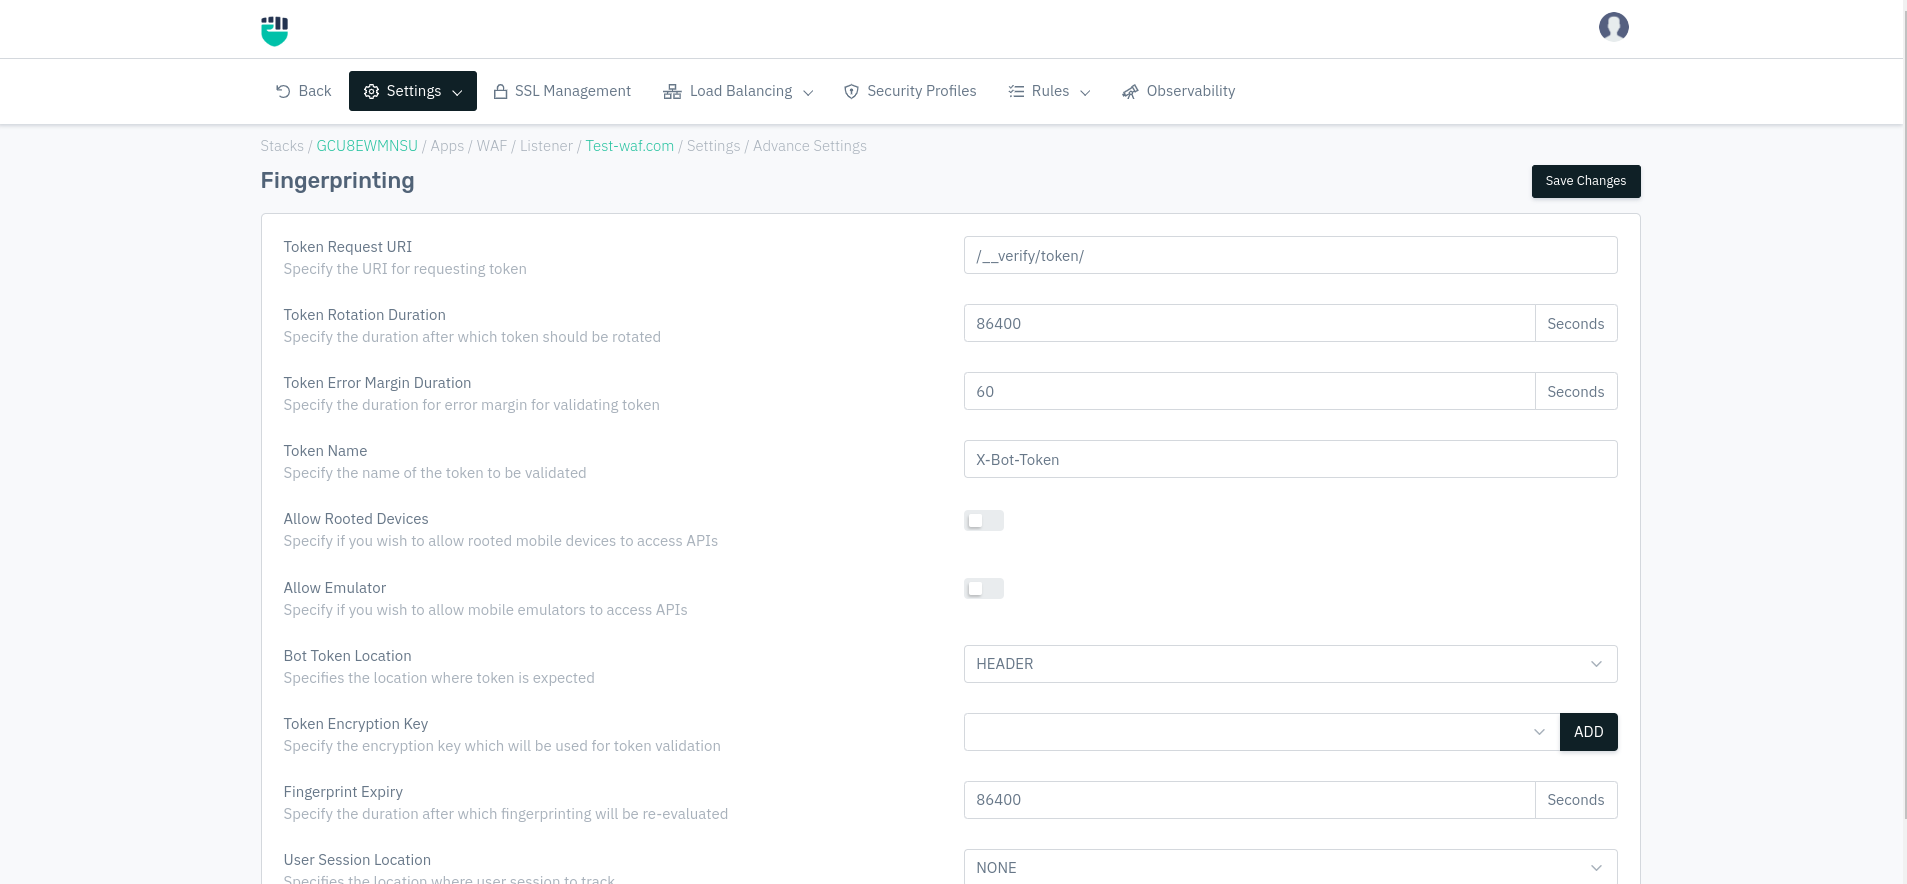 Back
Settings
SSL Management
Load Balancing
Security Profiles
Rules
Observability
Stacks / GCU8EWMNSU / Apps / WAF / Listener / Test-waf.com / Settings / Advance Settings
Fingerprinting
Save Changes
Token Request URI
Specify the URI for requesting token
/__verify/token/
Token Rotation Duration
Specify the duration after which token should be rotated
86400
Seconds
Token Error Margin Duration
Specify the duration for error margin for validating token
60
Seconds
Token Name
Specify the name of the token to be validated
X-Bot-Token
Allow Rooted Devices
Specify if you wish to allow rooted mobile devices to access APIs
Allow Emulator
Specify if you wish to allow mobile emulators to access APIs
Bot Token Location
Specifies the location where token is expected
HEADER
Token Encryption Key
Specify the encryption key which will be used for token validation
ADD
Fingerprint Expiry
Specify the duration after which fingerprinting will be re-evaluated
86400
Seconds
User Session Location
Specifies the location where user session to track
NONE